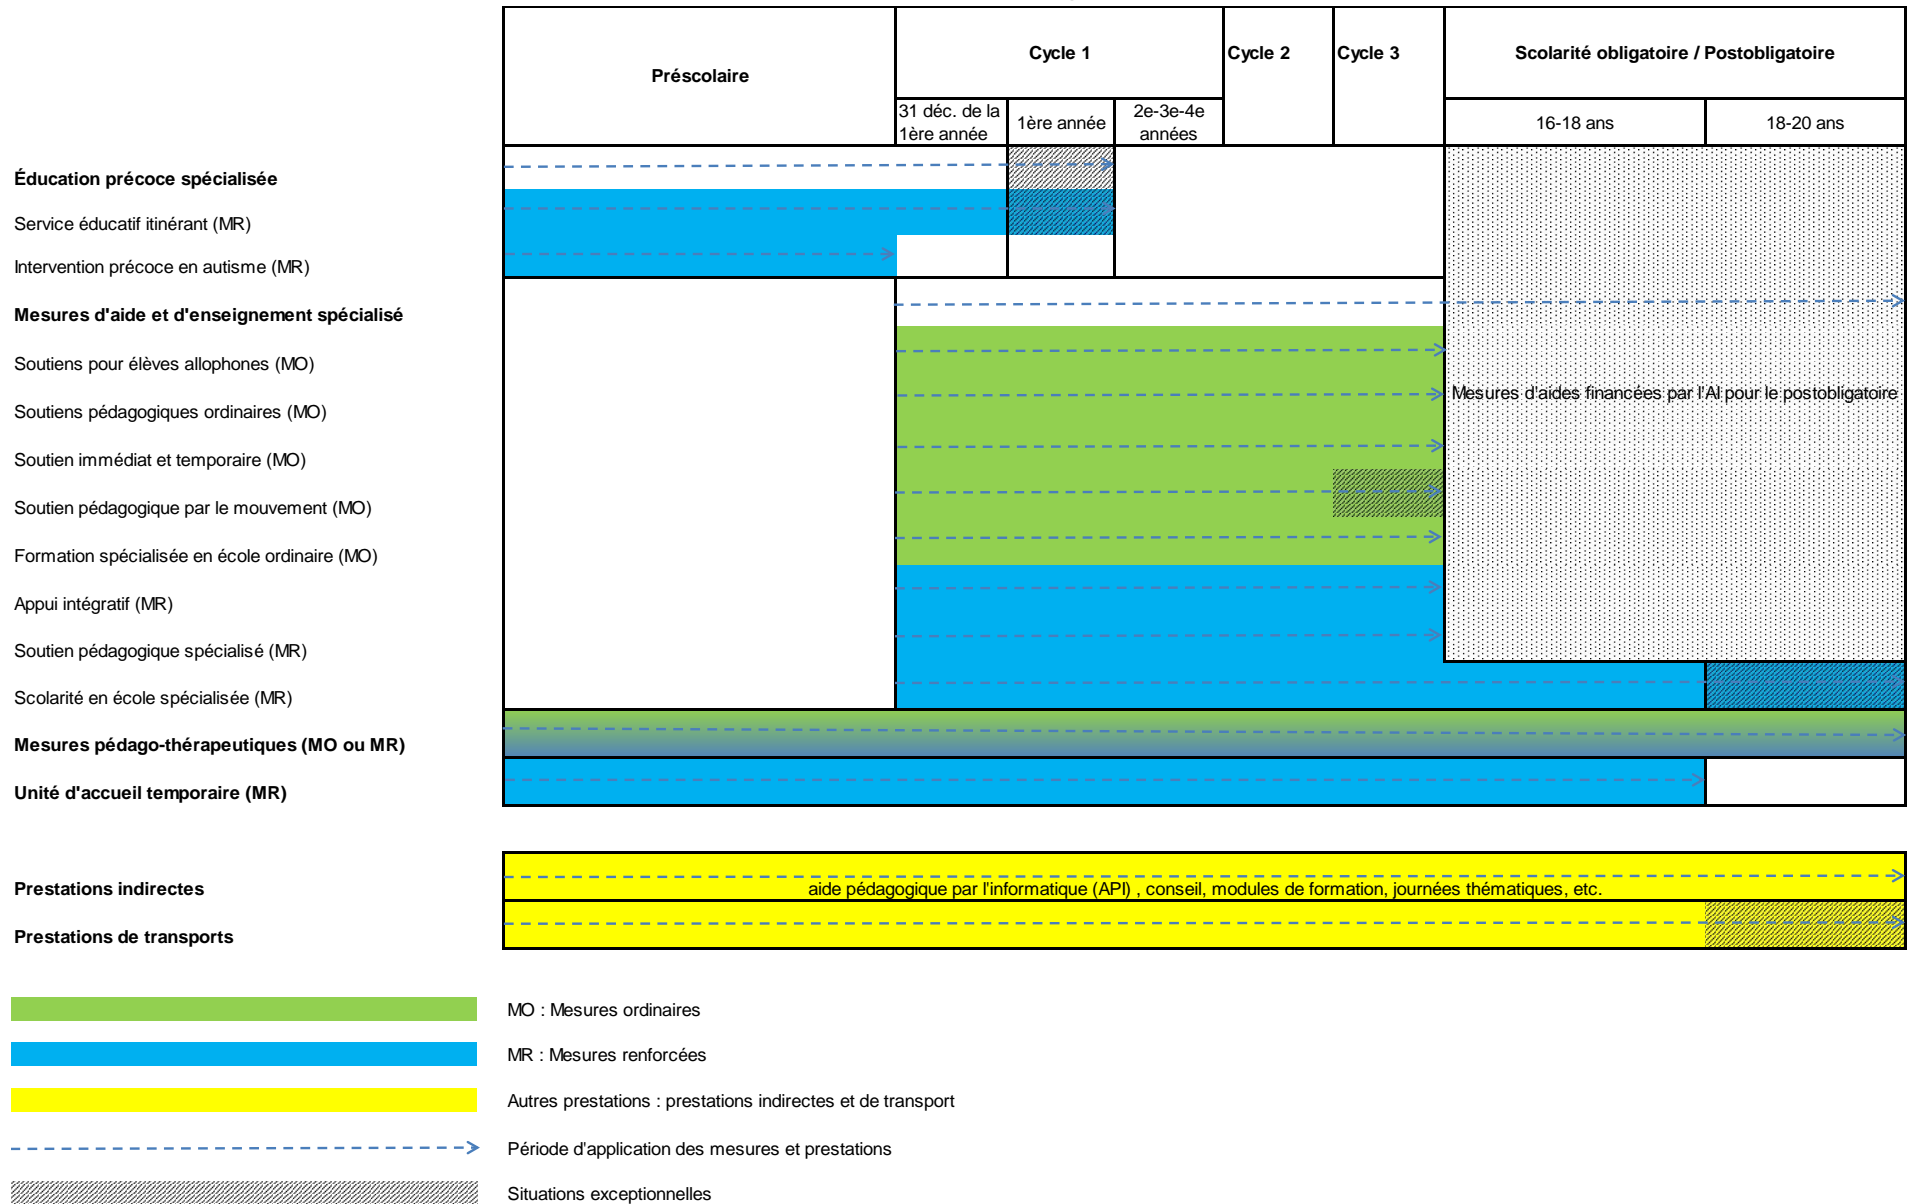 Préscolaire
Cycle 1
Cycle 2
Cycle 3
Scolarité obligatoire / Postobligatoire
31 déc. de la
1ère année
1ère année
2e-3e-4e
années
16-18 ans
18-20 ans
Éducation précoce spécialisée
Service éducatif itinérant (MR)
Intervention précoce en autisme (MR)
Mesures d'aide et d'enseignement spécialisé
Soutiens pour élèves allophones (MO)
Mesures d'aides financées par l'AI pour le postobligatoire
Soutiens pédagogiques ordinaires (MO)
Soutien immédiat et temporaire (MO)
Soutien pédagogique par le mouvement (MO)
Formation spécialisée en école ordinaire (MO)
Appui intégratif (MR)
Soutien pédagogique spécialisé (MR)
Scolarité en école spécialisée (MR)
Mesures pédago-thérapeutiques (MO ou MR)
Unité d'accueil temporaire (MR)
Prestations indirectes
aide pédagogique par l'informatique (API) , conseil, modules de formation, journées thématiques, etc.
Prestations de transports
MO : Mesures ordinaires
MR : Mesures renforcées
Autres prestations : prestations indirectes et de transport
Période d'application des mesures et prestations
Situations exceptionnelles